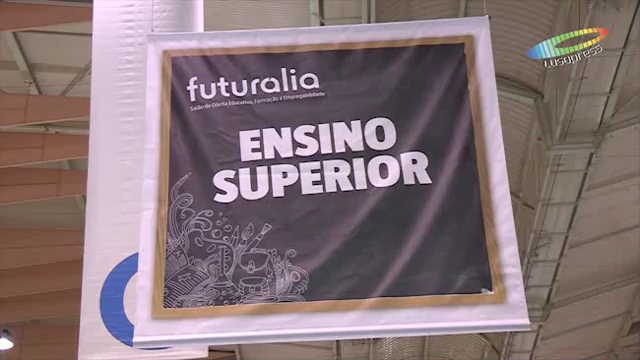 Lusopress
futuralia
Salão de Oferta Educativa, Formação e Empregabilidade
ENSINO
SUPERIOR